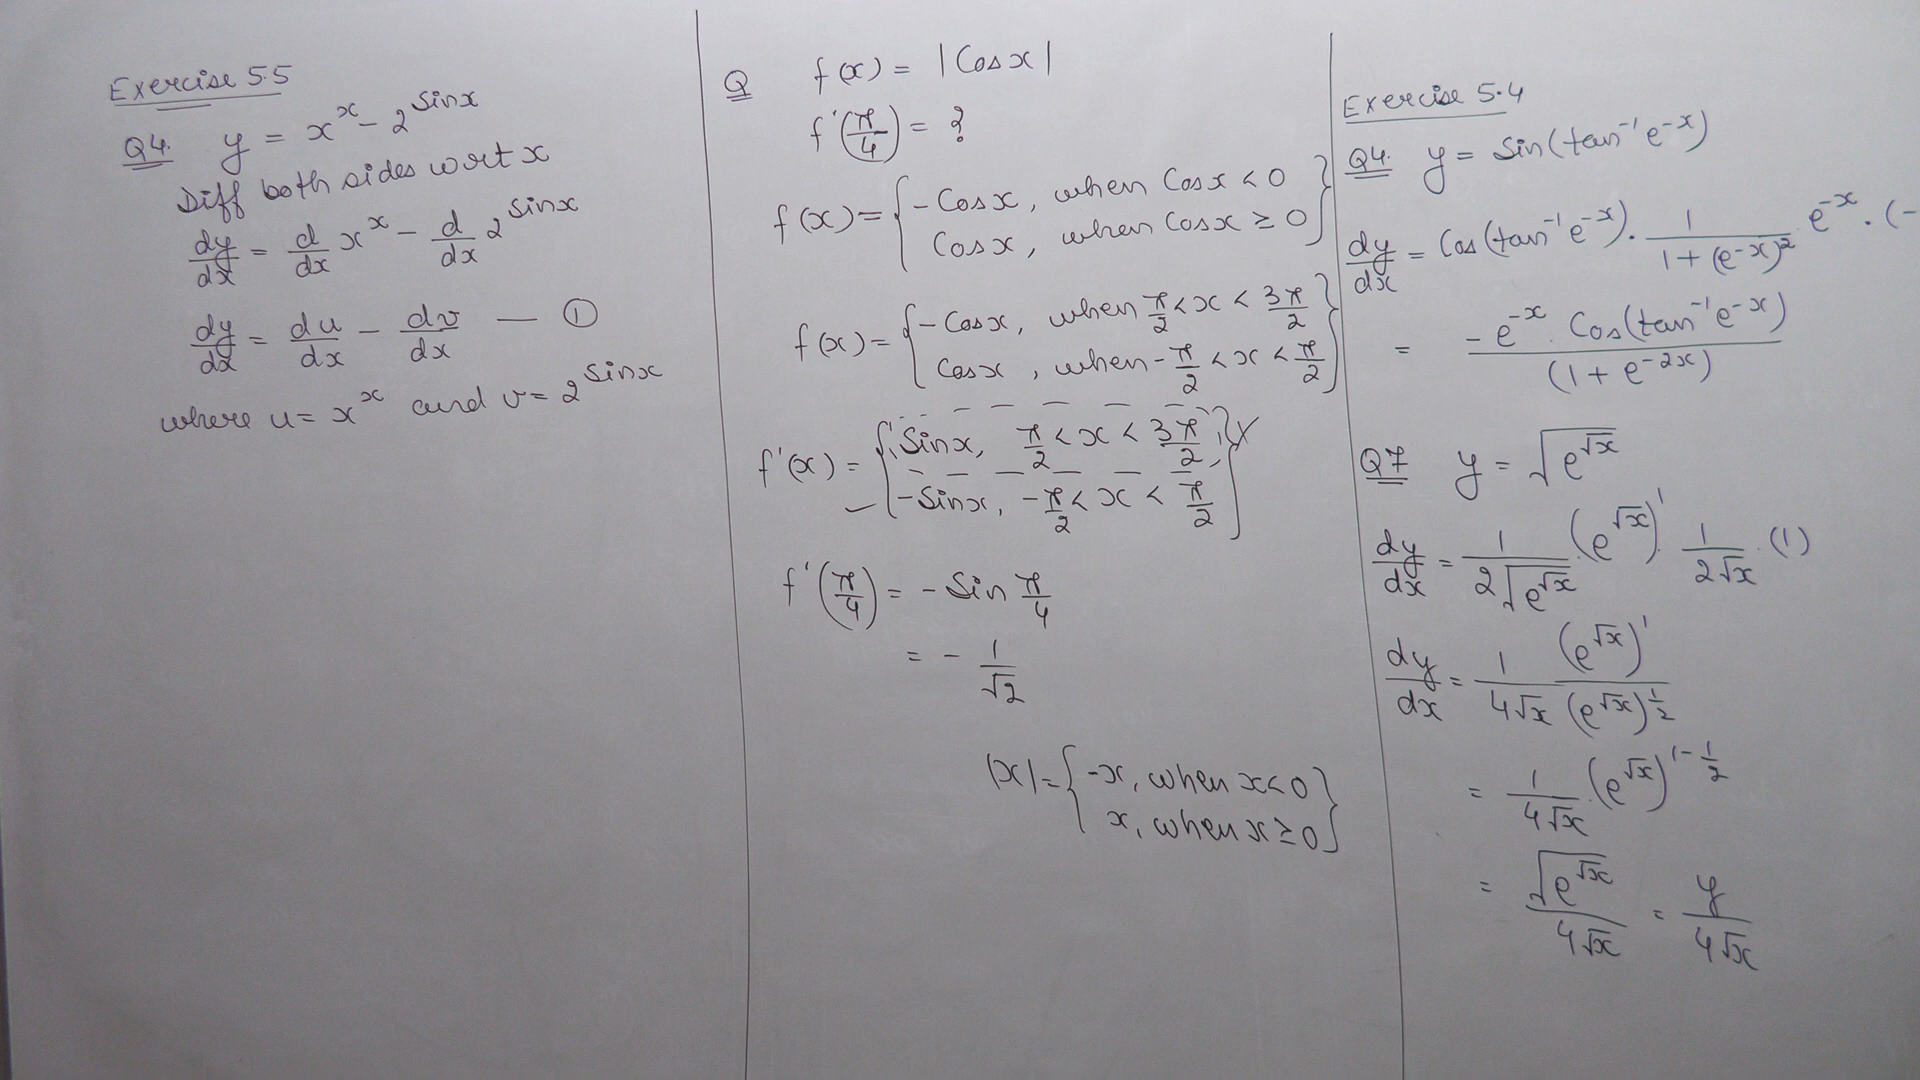 Exercise 5.5
Q4. y = x^x - 2^sinx
Diff both sides wrt x
dy/dx = d/dx x^x - d/dx 2^sinx
dy/dx = du/dx - dv/dx — ①
where u = x^x and v = 2^sinx
Q f(x) = |Cosx|
f'(π/4) = ?
f(x) = { -Cosx, when Cosx < 0
Cosx, when Cosx ≥ 0 }
f(x) = { -Cosx, when π/2 < x < 3π/2
Cosx, when -π/2 < x < π/2 }
f'(x) = { Sinx, π/2 < x < 3π/2 } ×
-Sinx, -π/2 < x < π/2 }
f'(π/4) = -Sin π/4
= -1/√2
|x| = { -x, when x < 0
x, when x ≥ 0 }
Exercise 5.4
Q4. y = Sin(tan⁻¹e^-x)
dy/dx = Cos(tan⁻¹e^-x). 1/1+(e^-x)² e^-x . (-
= -e^-x . Cos(tan⁻¹e^-x)/(1+e^-2x)
Q7 y = √e^√x
dy/dx = 1/2√e^√x (e^√x)^1 . 1/2√x . (1)
dy/dx = 1/4√x (e^√x)^1/(e^√x)^1/2
= 1/4√x . (e^√x)^1-1/2
= √e^√x/4√x = y/4√x